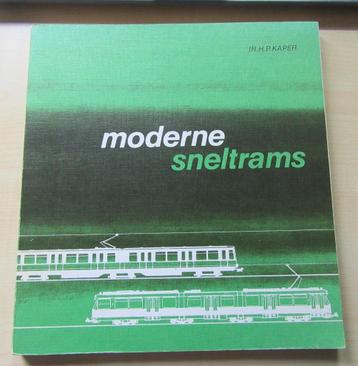 IR. H.P. KAPER
moderne
sneltrams